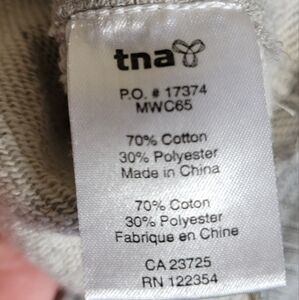 tna
P.O. # 17374
MWC65
70% Cotton
30% Polyester
Made in China
70% Coton
30% Polyester
Fabrique en Chine
CA 23725
RN 122354